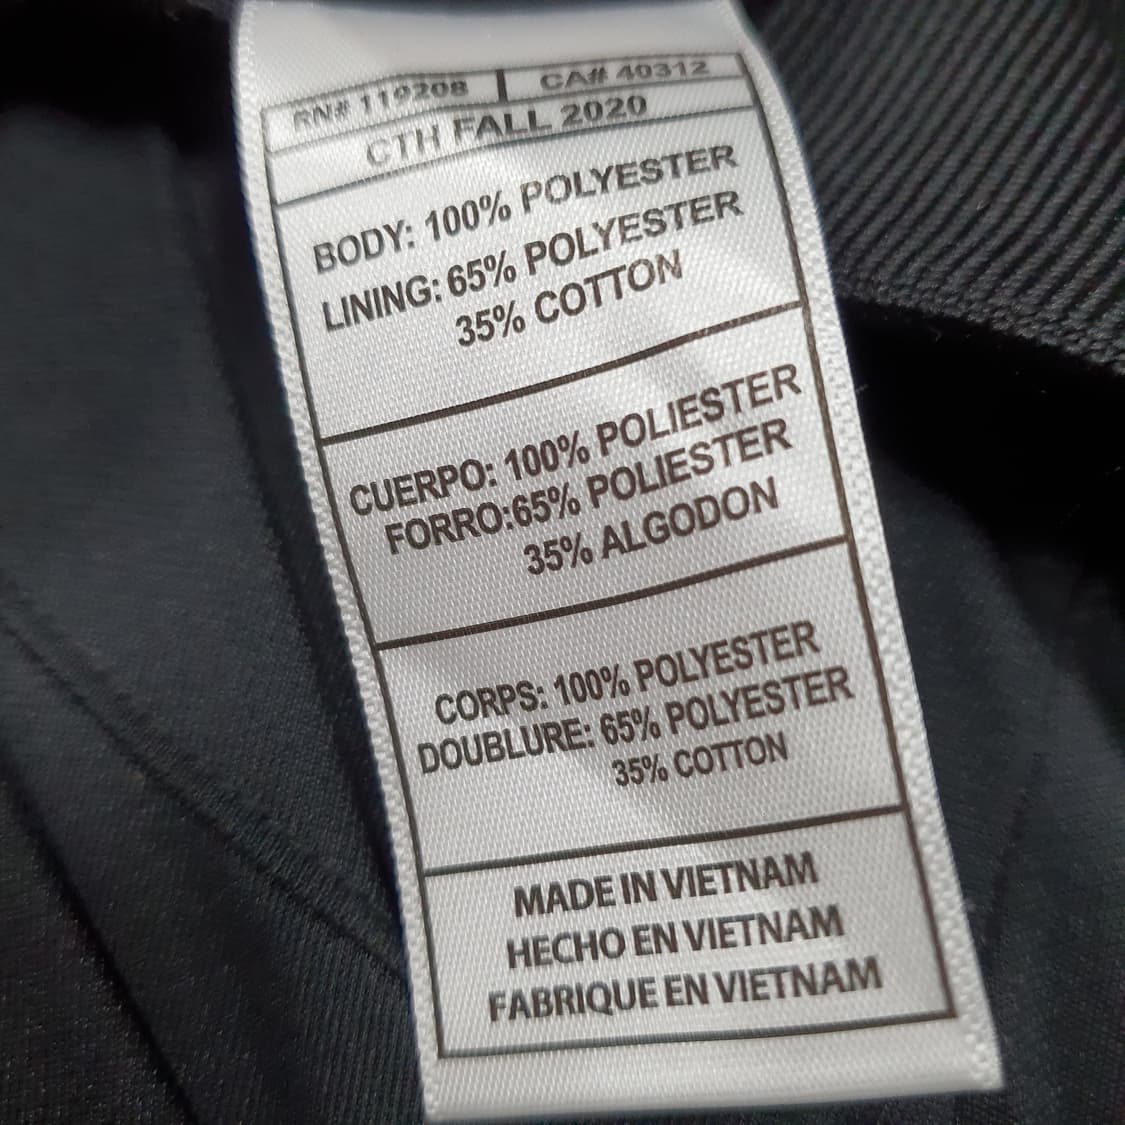 RN# 119208 | CA# 40312
CTH FALL 2020
BODY: 100% POLYESTER
LINING: 65% POLYESTER
35% COTTON
CUERPO: 100% POLIESTER
FORRO:65% POLIESTER
35% ALGODON
CORPS: 100% POLYESTER
DOUBLURE: 65% POLYESTER
35% COTTON
MADE IN VIETNAM
HECHO EN VIETNAM
FABRIQUE EN VIETNAM